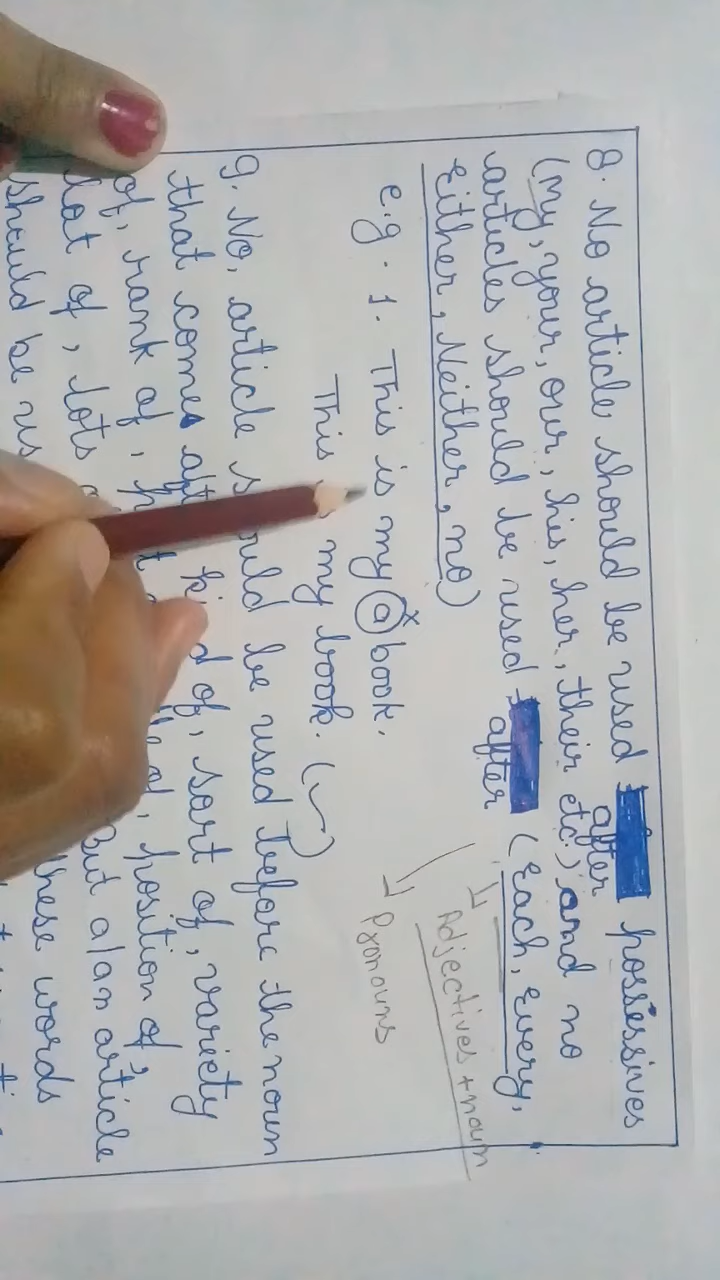 8. No article should be used after possessives
(my, your, our, his, her, their etc.) and no
articles should be used after (Each, Every,
Either, Neither, no)
Adjectives + noun
Pronouns
e.g. 1. This is my a book.
This my book.
9. No, article should be used before the noun
that comes kind of, sort of, variety
of, rank of, position of,
lot of, lots But a/an article
should be these words